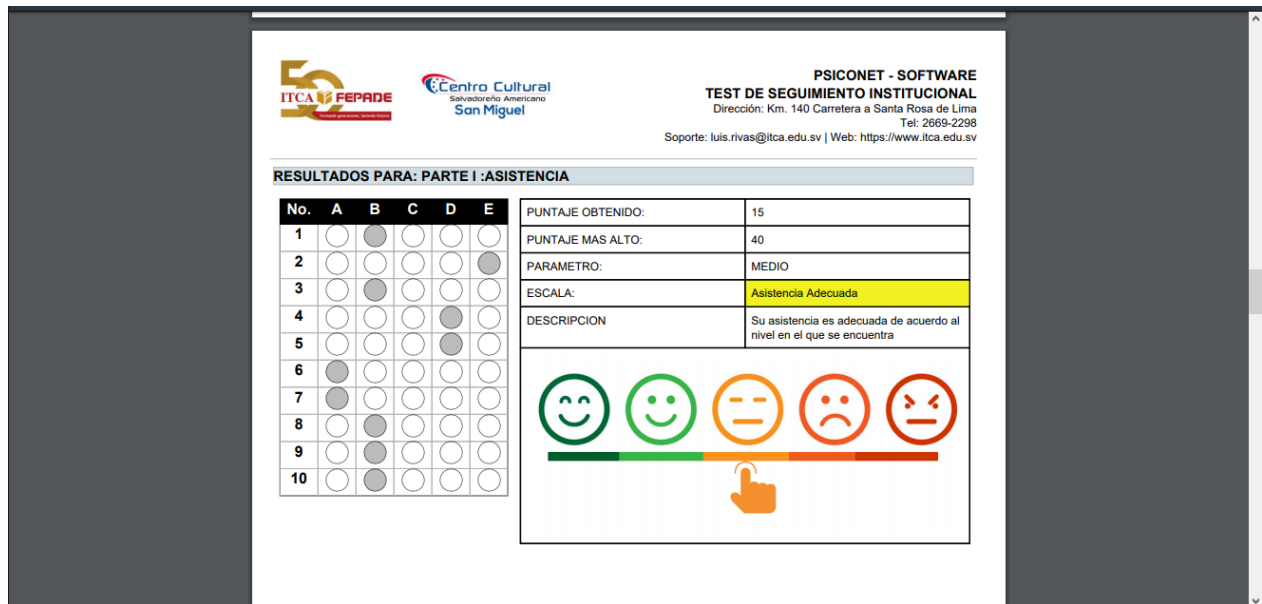 50
ITCA FEPADE
Formando generaciones, haciendo historia
Centro Cultural
Salvadoreño Americano
San Miguel
PSICONET - SOFTWARE
TEST DE SEGUIMIENTO INSTITUCIONAL
Dirección: Km. 140 Carretera a Santa Rosa de Lima
Tel: 2669-2298
Soporte: luis.rivas@itca.edu.sv | Web: https://www.itca.edu.sv
RESULTADOS PARA: PARTE I :ASISTENCIA
No. A B C D E
1
2
3
4
5
6
7
8
9
10
PUNTAJE OBTENIDO: 15
PUNTAJE MAS ALTO: 40
PARAMETRO: MEDIO
ESCALA: Asistencia Adecuada
DESCRIPCION Su asistencia es adecuada de acuerdo al
nivel en el que se encuentra